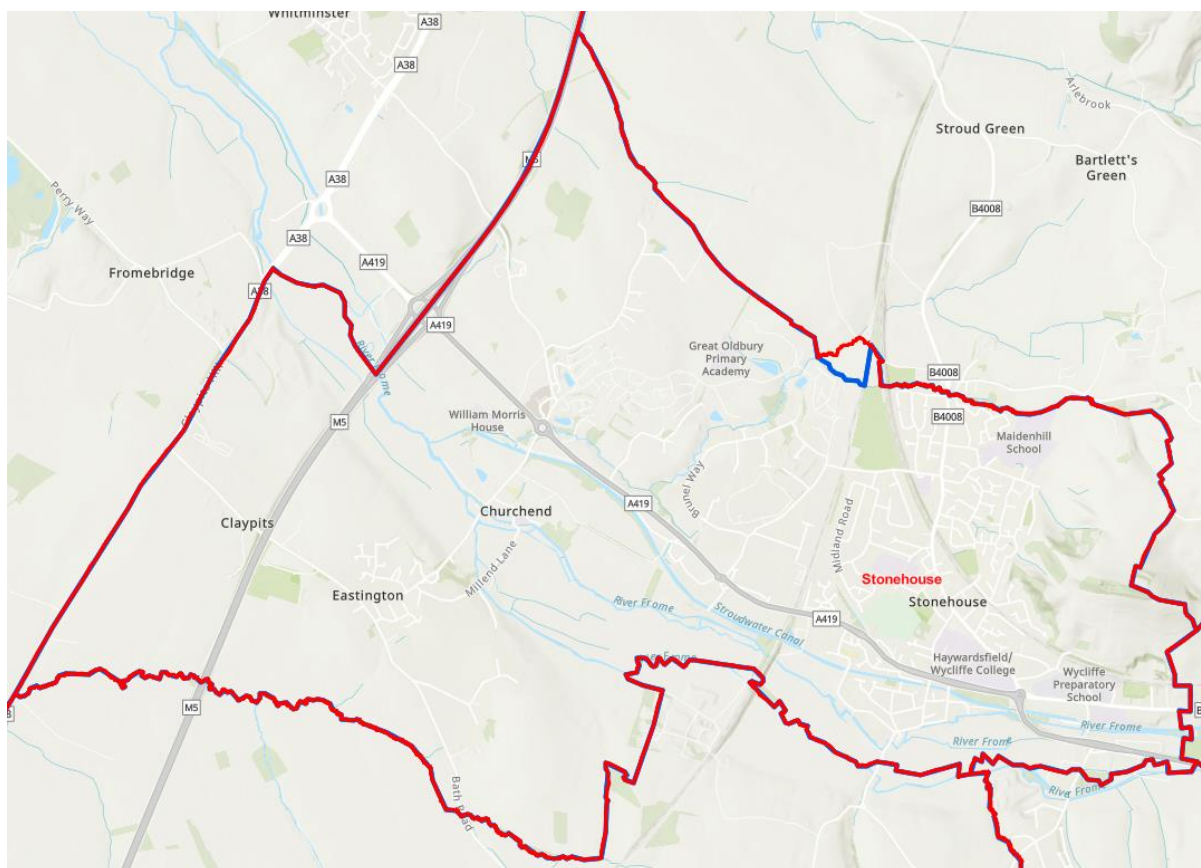 Whitminster
A38
A38
Arlebrook
Stroud Green
Bartlett's
Green
M5
A38
Perry Way
B4008
A38
A419
Fromebridge
A38
A419
River Frome
Great Oldbury
Primary
Academy
B4008
William Morris
House
M5
B4008
Maidenhill
School
Brunel Way
A419
Claypits
Churchend
Midland Road
Millend Lane
Stonehouse
Eastington
River Frome
Stroudwater Canal
Stonehouse
A419
Haywardsfield/
Wycliffe College
Wycliffe
Preparatory
School
M5
River Frome
River Frome
River Frome
Bath Road